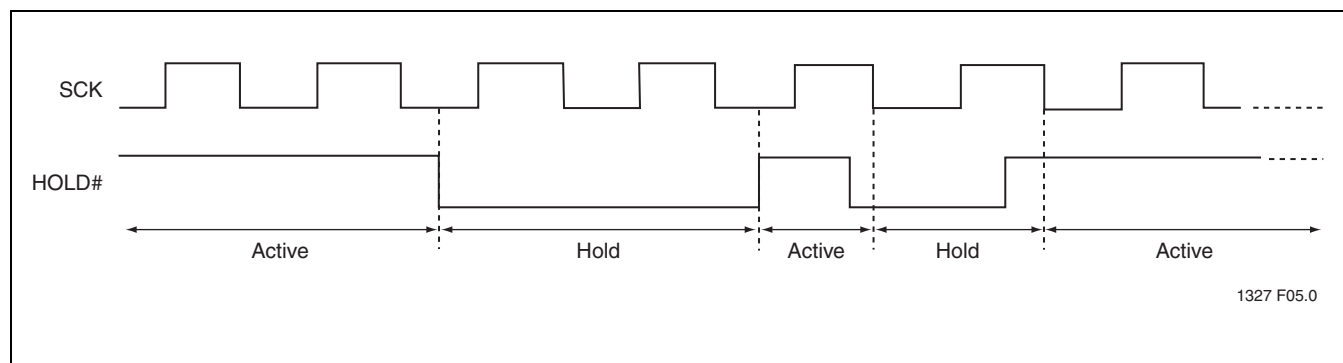 SCK
HOLD#
Active Hold Active Hold Active
1327 F05.0